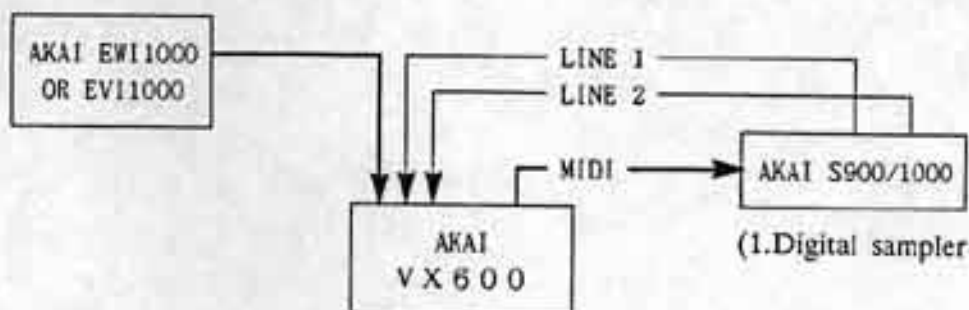 AKAI EWI1000
OR EVI1000
LINE 1
LINE 2
MIDI
AKAI S900/1000
(1.Digital sampler
AKAI
VX600